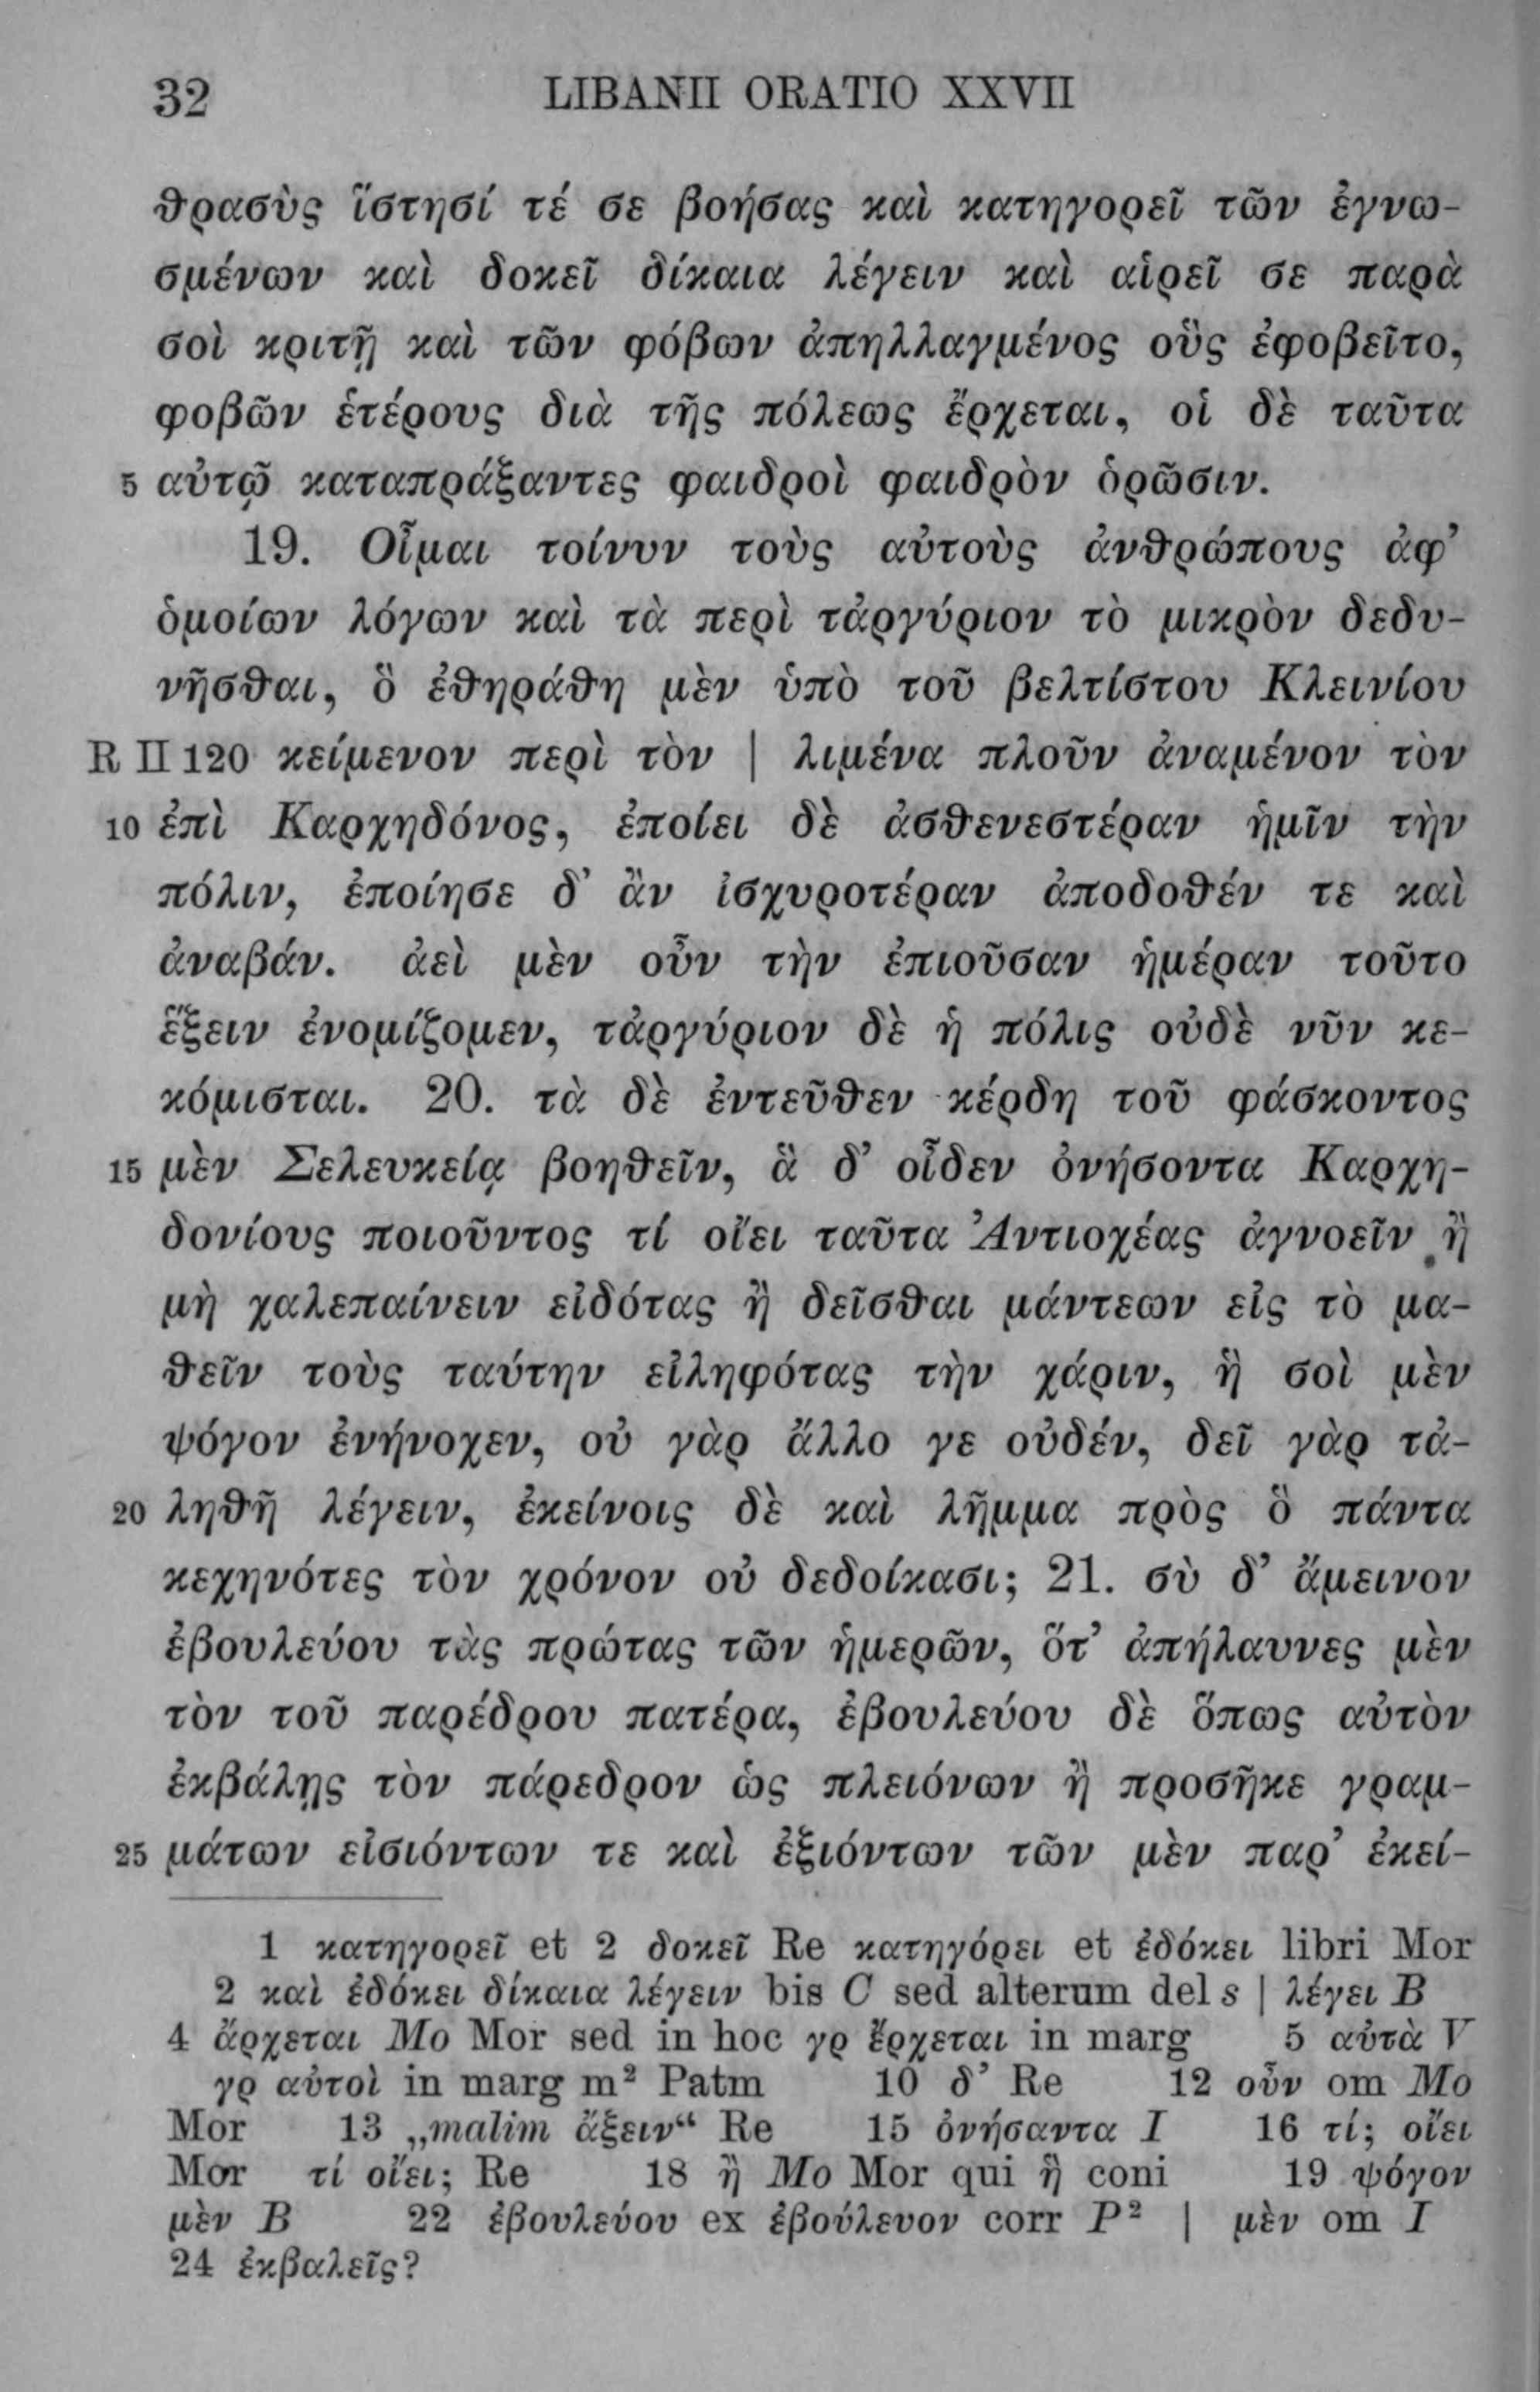 32 LIBANII ORATIO XXVII
θρασὺς ἵστησί τέ σε βοήσας καὶ κατηγορεῖ τῶν ἐγνω-
σμένων καὶ δοκεῖ δίκαια λέγειν καὶ αἱρεῖ σε παρὰ
σοὶ κριτῇ καὶ τῶν φόβων ἀπηλλαγμένος οὓς ἐφοβεῖτο,
φοβῶν ἑτέρους διὰ τῆς πόλεως ἔρχεται, οἱ δὲ ταῦτα
5 αὐτῷ καταπράξαντες φαιδροὶ φαιδρὸν ὁρῶσιν.
19. Οἶμαι τοίνυν τοὺς αὐτοὺς ἀνθρώπους ἀφ’
ὁμοίων λόγων καὶ τὰ περὶ τἀργύριον τὸ μικρὸν δεδυ-
νῆσθαι, ὃ ἐθηράθη μὲν ὑπὸ τοῦ βελτίστου Κλεινίου
R II 120 κείμενον περὶ τὸν | λιμένα πλοῦν ἀναμένον τὸν
10 ἐπὶ Καρχηδόνος, ἐποίει δὲ ἀσθενεστέραν ἡμῖν τὴν
πόλιν, ἐποίησε δ’ ἂν ἰσχυροτέραν ἀποδοθέν τε καὶ
ἀναβάν. ἀεὶ μὲν οὖν τὴν ἐπιοῦσαν ἡμέραν τοῦτο
ἕξειν ἐνομίζομεν, τἀργύριον δὲ ἡ πόλις οὐδὲ νῦν κε-
κόμισται. 20. τὰ δὲ ἐντεῦθεν κέρδη τοῦ φάσκοντος
15 μὲν Σελευκείᾳ βοηθεῖν, ἃ δ’ οἶδεν ὀνήσοντα Καρχη-
δονίους ποιοῦντος τί οἴει ταῦτα Ἀντιοχέας ἀγνοεῖν ἢ
μὴ χαλεπαίνειν εἰδότας ἢ δεῖσθαι μάντεων εἰς τὸ μα-
θεῖν τοὺς ταύτην εἰληφότας τὴν χάριν, ἣ σοὶ μὲν
ψόγον ἐνήνοχεν, οὐ γὰρ ἄλλο γε οὐδέν, δεῖ γὰρ τἀ-
20 ληθῆ λέγειν, ἐκείνοις δὲ καὶ λῆμμα πρὸς ὃ πάντα
κεχηνότες τὸν χρόνον οὐ δεδοίκασι; 21. σὺ δ’ ἄμεινον
ἐβουλεύου τὰς πρώτας τῶν ἡμερῶν, ὅτ’ ἀπήλαυνες μὲν
τὸν τοῦ παρέδρου πατέρα, ἐβουλεύου δὲ ὅπως αὐτὸν
ἐκβάλῃς τὸν πάρεδρον ὡς πλειόνων ἢ προσῆκε γραμ-
25 μάτων εἰσιόντων τε καὶ ἐξιόντων τῶν μὲν παρ’ ἐκεί-
1 κατηγορεῖ et 2 δοκεῖ Re κατηγόρει et ἐδόκει libri Mor
2 καὶ ἐδόκει δίκαια λέγειν bis C sed alterum del s | λέγει B
4 ἄρχεται Mo Mor sed in hoc γρ ἔρχεται in marg 5 αὐτὰ V
γρ αὐτοὶ in marg m² Patm 10 δ’ Re 12 οὖν om Mo
Mor 13 „malim ἄξειν“ Re 15 ὀνήσαντα I 16 τί; οἴει
Mor τί οἴει; Re 18 ἢ Mo Mor qui ἣ coni 19 ψόγον
μὲν B 22 ἐβουλεύου ex ἐβούλευον corr P² | μὲν om I
24 ἐκβαλεῖς?